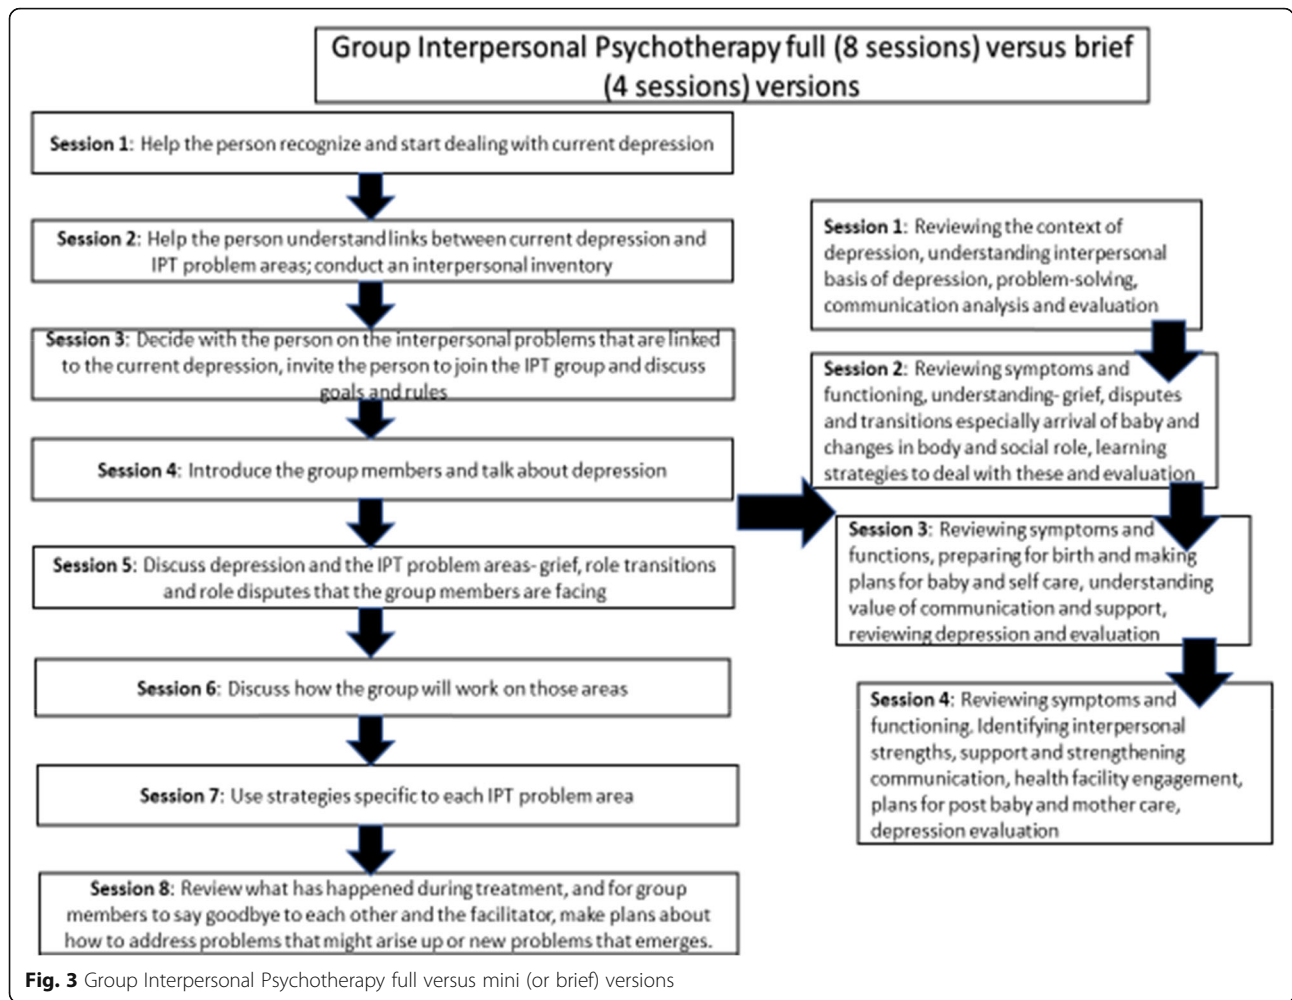 Group Interpersonal Psychotherapy full (8 sessions) versus brief
(4 sessions) versions
Session 1: Help the person recognize and start dealing with current depression
Session 2: Help the person understand links between current depression and
IPT problem areas; conduct an interpersonal inventory
Session 3: Decide with the person on the interpersonal problems that are linked
to the current depression, invite the person to join the IPT group and discuss
goals and rules
Session 4: Introduce the group members and talk about depression
Session 5: Discuss depression and the IPT problem areas- grief, role transitions
and role disputes that the group members are facing
Session 6: Discuss how the group will work on those areas
Session 7: Use strategies specific to each IPT problem area
Session 8: Review what has happened during treatment, and for group
members to say goodbye to each other and the facilitator, make plans about
how to address problems that might arise up or new problems that emerges.
Session 1: Reviewing the context of
depression, understanding interpersonal
basis of depression, problem-solving,
communication analysis and evaluation
Session 2: Reviewing symptoms and
functioning, understanding- grief, disputes
and transitions especially arrival of baby and
changes in body and social role, learning
strategies to deal with these and evaluation
Session 3: Reviewing symptoms and
functions, preparing for birth and making
plans for baby and self care, understanding
value of communication and support,
reviewing depression and evaluation
Session 4: Reviewing symptoms and
functioning. Identifying interpersonal
strengths, support and strengthening
communication, health facility engagement,
plans for post baby and mother care,
depression evaluation
Fig. 3 Group Interpersonal Psychotherapy full versus mini (or brief) versions